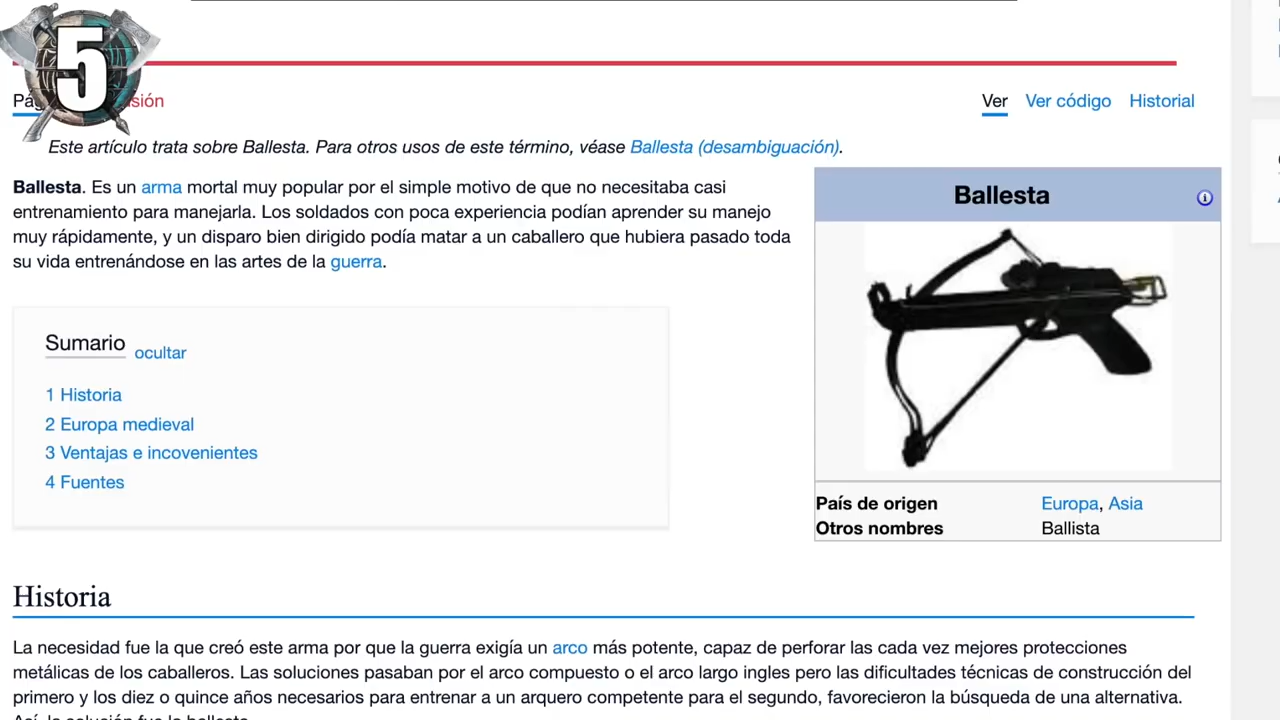 5
Ver Ver código Historial
Este artículo trata sobre Ballesta. Para otros usos de este término, véase Ballesta (desambiguación).
Ballesta. Es un arma mortal muy popular por el simple motivo de que no necesitaba casi
entrenamiento para manejarla. Los soldados con poca experiencia podían aprender su manejo
muy rápidamente, y un disparo bien dirigido podía matar a un caballero que hubiera pasado toda
su vida entrenándose en las artes de la guerra.
Sumario ocultar
1 Historia
2 Europa medieval
3 Ventajas e incovenientes
4 Fuentes
Ballesta
País de origen Europa, Asia
Otros nombres Ballista
Historia
La necesidad fue la que creó este arma por que la guerra exigía un arco más potente, capaz de perforar las cada vez mejores protecciones
metálicas de los caballeros. Las soluciones pasaban por el arco compuesto o el arco largo ingles pero las dificultades técnicas de construcción del
primero y los diez o quince años necesarios para entrenar a un arquero competente para el segundo, favorecieron la búsqueda de una alternativa.
Así, la solución fue la ballesta